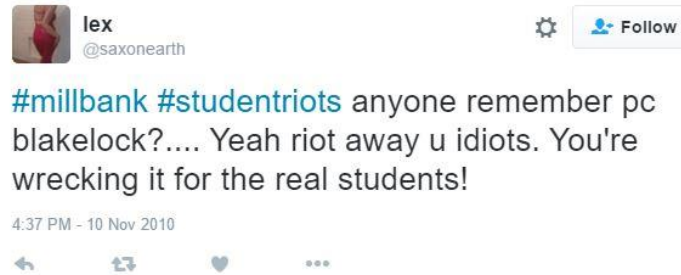 lex
@saxonearth
Follow
#millbank #studentriots anyone remember pc
blakelock?.... Yeah riot away u idiots. You're
wrecking it for the real students!
4:37 PM - 10 Nov 2010